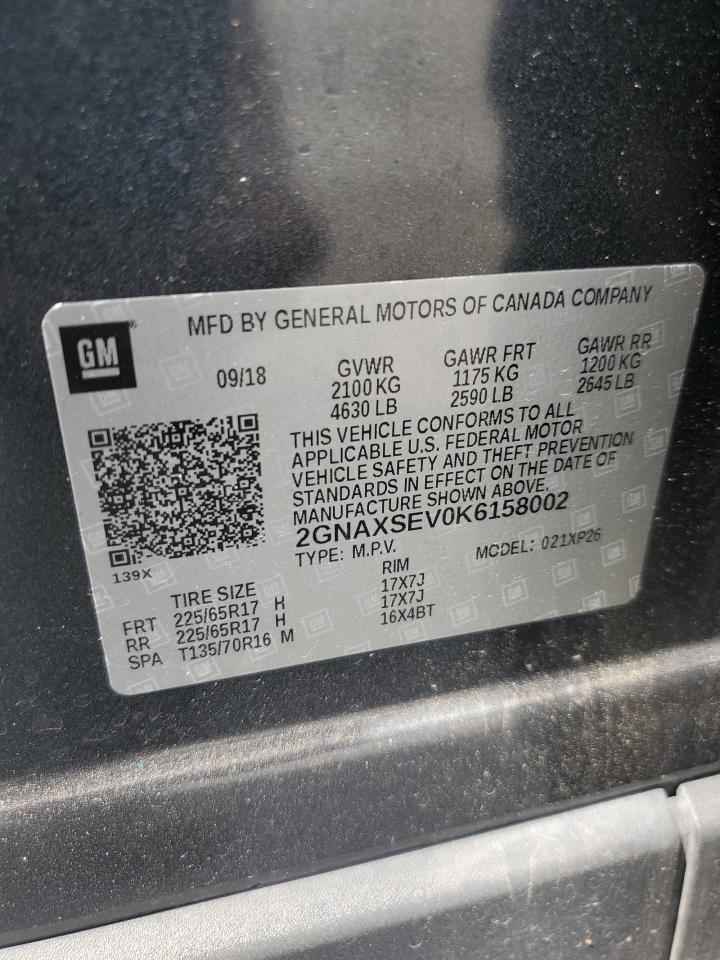 MFD BY GENERAL MOTORS OF CANADA COMPANY
GM
09/18
GVWR
2100 KG
4630 LB
GAWR FRT
1175 KG
2590 LB
GAWR RR
1200 KG
2645 LB
THIS VEHICLE CONFORMS TO ALL
APPLICABLE U.S. FEDERAL MOTOR
VEHICLE SAFETY AND THEFT PREVENTION
STANDARDS IN EFFECT ON THE DATE OF
MANUFACTURE SHOWN ABOVE.
2GNAXSEV0K6158002
TYPE: M.P.V.
MODEL: 021XP26
139X
TIRE SIZE RIM
FRT 225/65R17 H 17X7J
RR 225/65R17 H 17X7J
SPA T135/70R16 M 16X4BT